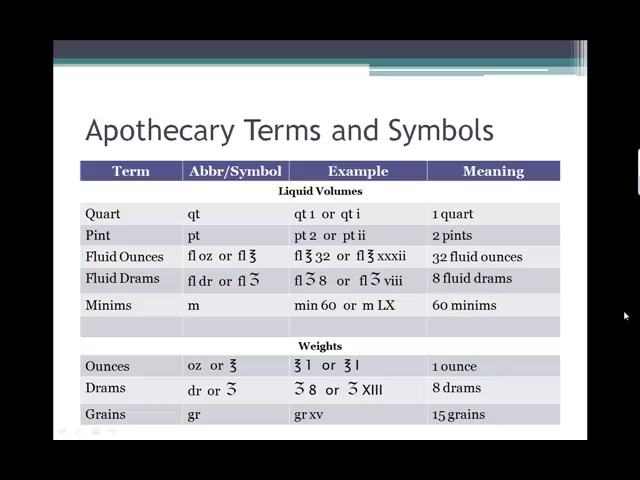 Apothecary Terms and Symbols
Term Abbr/Symbol Example Meaning
Liquid Volumes
Quart qt qt 1 or qt i 1 quart
Pint pt pt 2 or pt ii 2 pints
Fluid Ounces fl oz or fl ℥ fl ℥ 32 or fl ℥ xxxii 32 fluid ounces
Fluid Drams fl dr or fl ℨ fl ℨ 8 or fl ℨ viii 8 fluid drams
Minims m min 60 or m LX 60 minims
Weights
Ounces oz or ℥ ℥ 1 or ℥ I 1 ounce
Drams dr or ℨ ℨ 8 or ℨ XIII 8 drams
Grains gr gr xv 15 grains